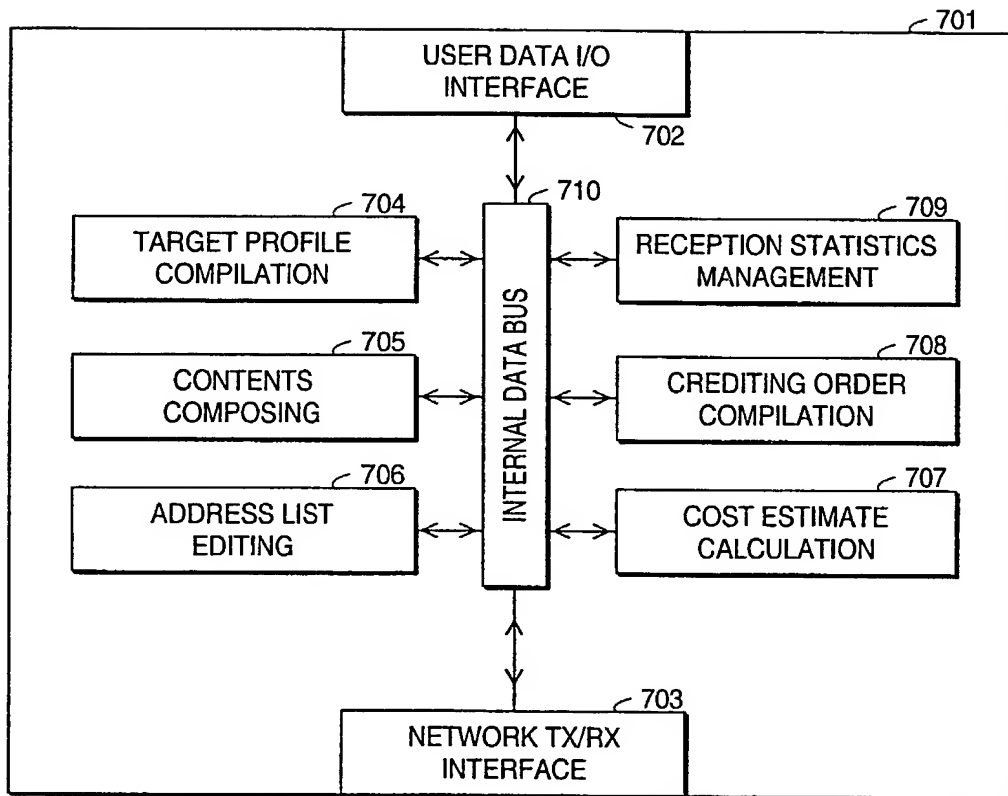 701
USER DATA I/O
INTERFACE
702
710
704
TARGET PROFILE
COMPILATION
709
RECEPTION STATISTICS
MANAGEMENT
INTERNAL DATA BUS
705
CONTENTS
COMPOSING
708
CREDITING ORDER
COMPILATION
706
ADDRESS LIST
EDITING
707
COST ESTIMATE
CALCULATION
703
NETWORK TX/RX
INTERFACE